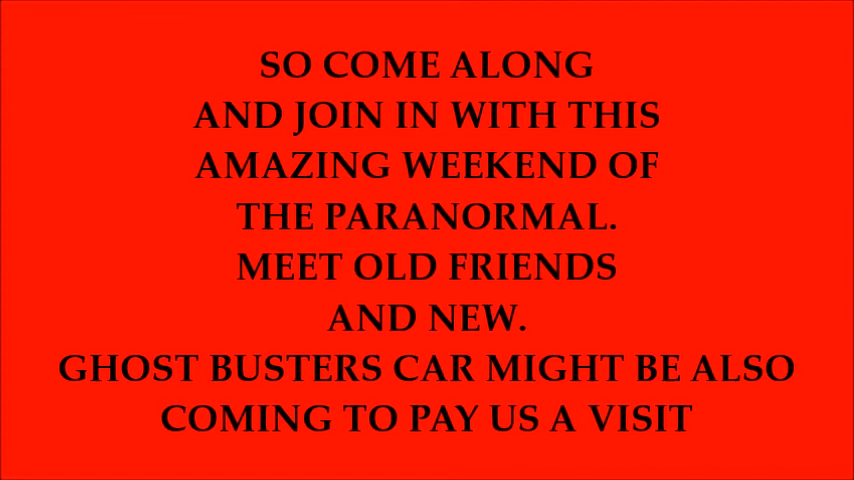 SO COME ALONG
AND JOIN IN WITH THIS
AMAZING WEEKEND OF
THE PARANORMAL.
MEET OLD FRIENDS
AND NEW.
GHOST BUSTERS CAR MIGHT BE ALSO
COMING TO PAY US A VISIT